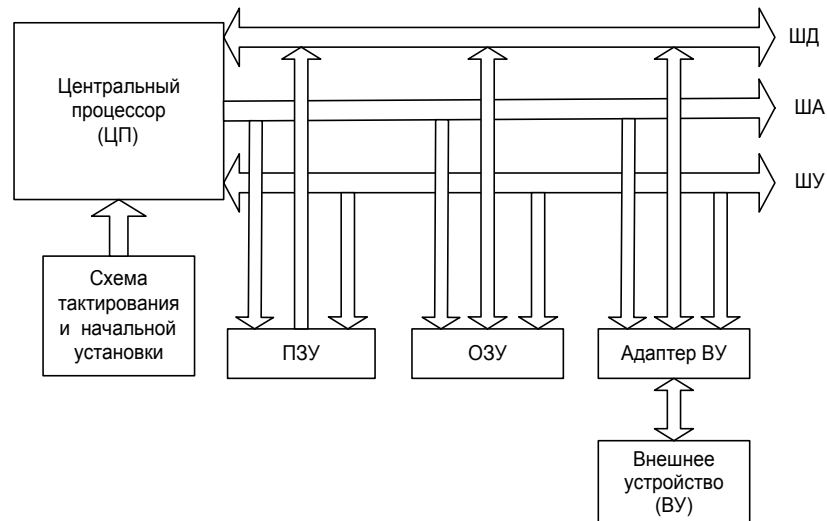 ШД
Центральный
процессор
(ЦП)
ША
ШУ
Схема
тактирования
и начальной
установки
ПЗУ
ОЗУ
Адаптер ВУ
Внешнее
устройство
(ВУ)